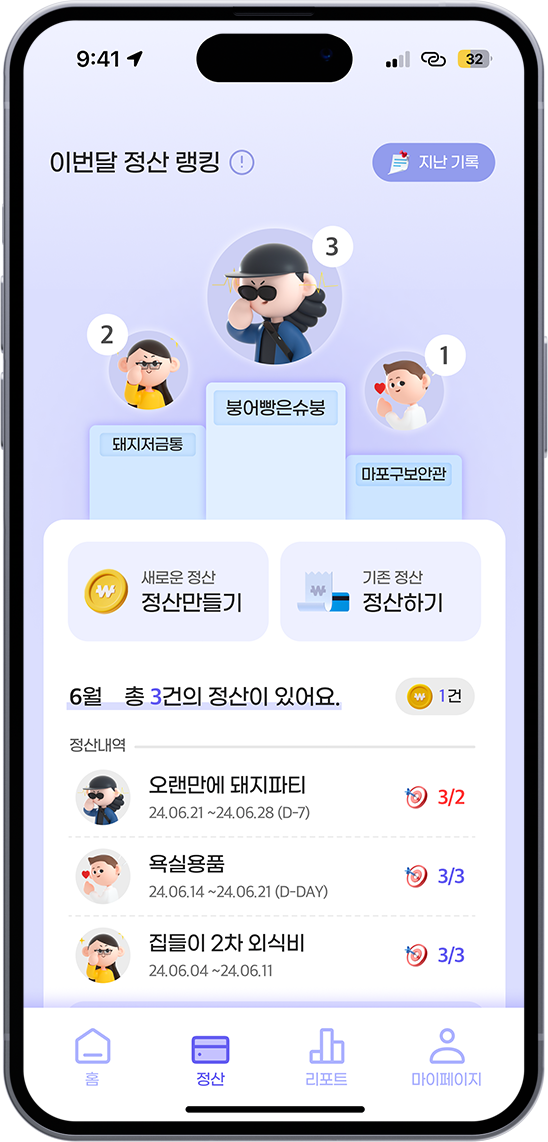 9:41
32
이번달 정산 랭킹
지난 기록
3
2
1
붕어빵은슈붕
돼지저금통
마포구보안관
새로운 정산
정산만들기
기존 정산
정산하기
6월 총 3건의 정산이 있어요.
1건
정산내역
오랜만에 돼지파티
3/2
24.06.21 ~24.06.28 (D-7)
욕실용품
3/3
24.06.14 ~24.06.21 (D-DAY)
집들이 2차 외식비
3/3
24.06.04 ~24.06.11
홈
정산
리포트
마이페이지